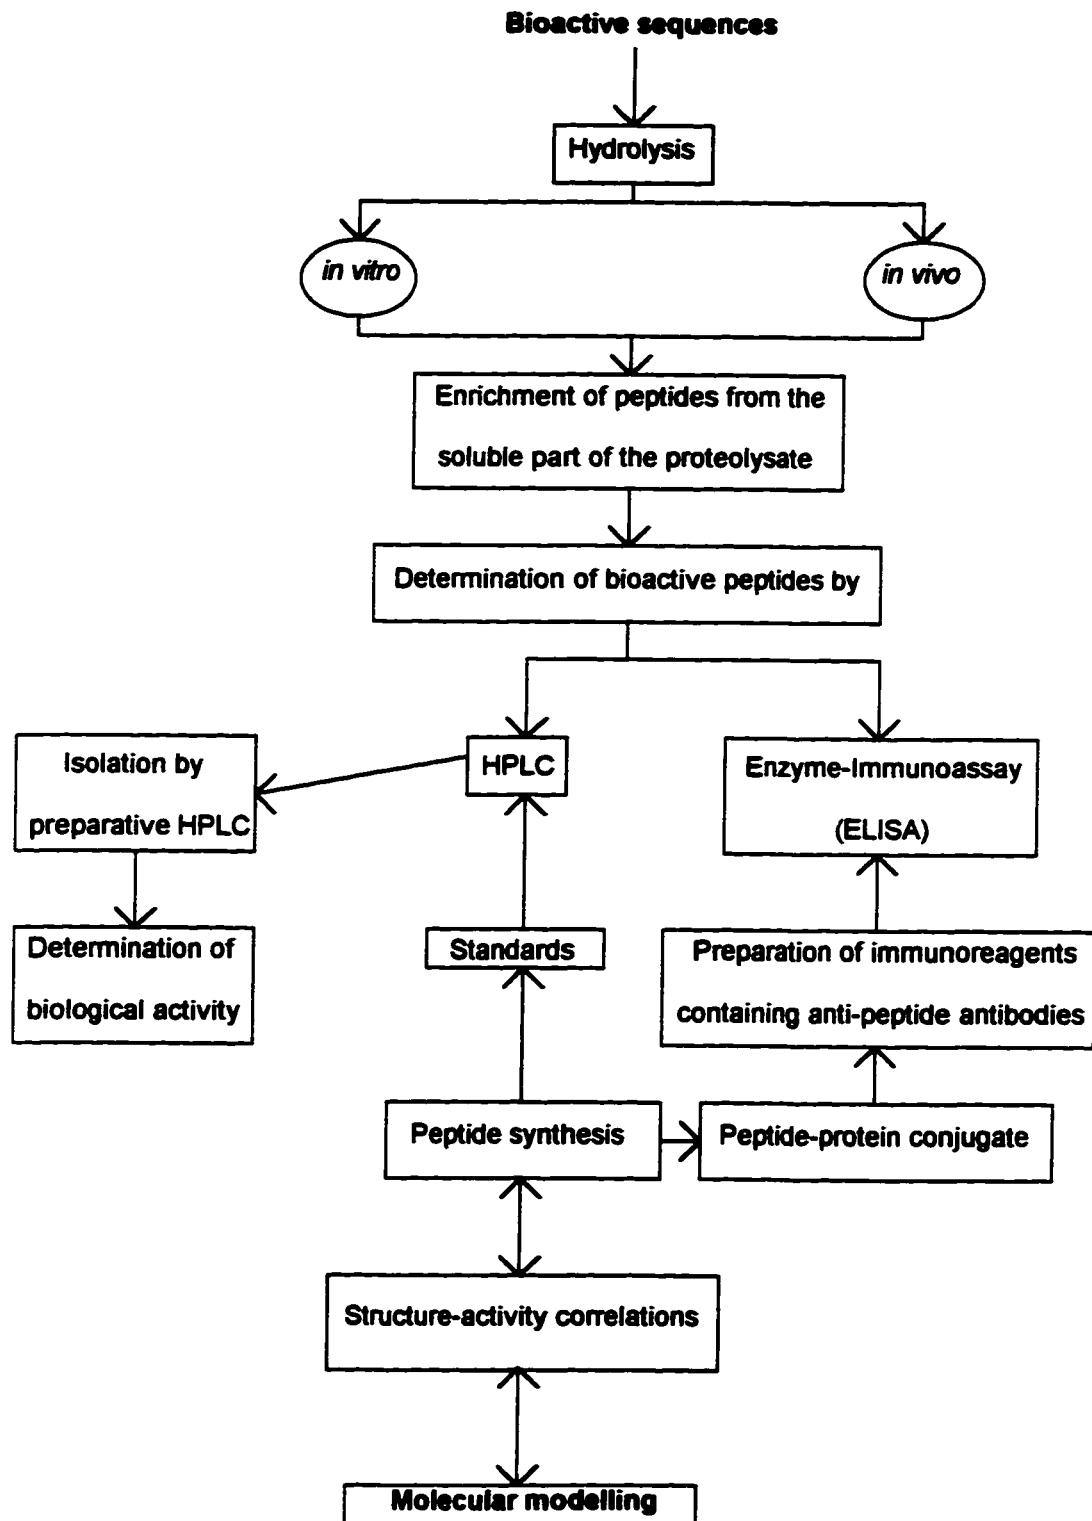 Bioactive sequences
Hydrolysis
in vitro
in vivo
Enrichment of peptides from the
soluble part of the proteolysate
Determination of bioactive peptides by
HPLC
Enzyme-Immunoassay
(ELISA)
Isolation by
preparative HPLC
Determination of
biological activity
Standards
Preparation of immunoreagents
containing anti-peptide antibodies
Peptide synthesis
Peptide-protein conjugate
Structure-activity correlations
Molecular modelling